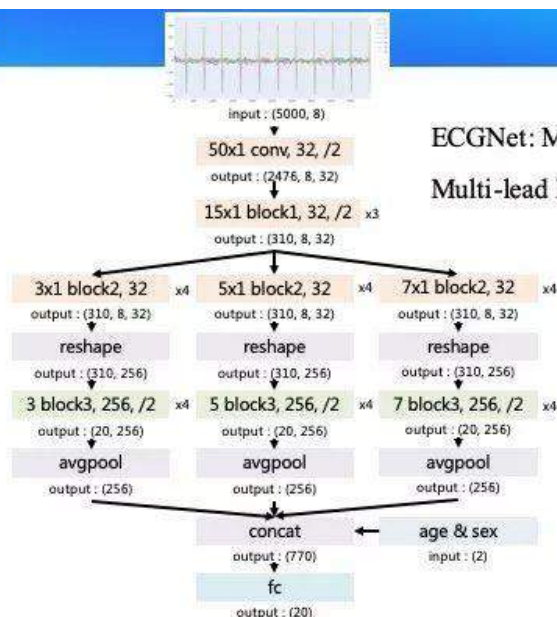 input : (5000, 8)
50x1 conv, 32, /2
output : (2476, 8, 32)
15x1 block1, 32, /2 x3
output : (310, 8, 32)
3x1 block2, 32 x4
5x1 block2, 32 x4
7x1 block2, 32 x4
output : (310, 8, 32)
output : (310, 8, 32)
output : (310, 8, 32)
reshape
reshape
reshape
output : (310, 256)
output : (310, 256)
output : (310, 256)
3 block3, 256, /2 x4
5 block3, 256, /2 x4
7 block3, 256, /2 x4
output : (20, 256)
output : (20, 256)
output : (20, 256)
avgpool
avgpool
avgpool
output : (256)
output : (256)
output : (256)
concat
age & sex
output : (770)
input : (2)
fc
output : (20)
ECGNet: M
Multi-lead